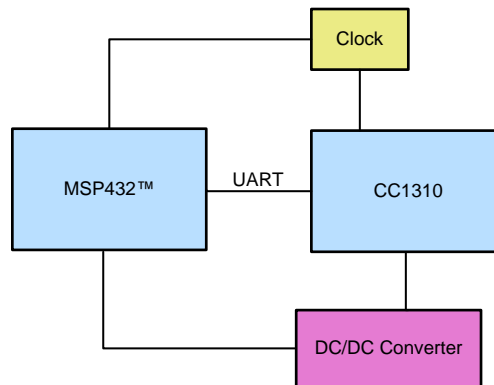 Clock
MSP432™
UART
CC1310
DC/DC Converter